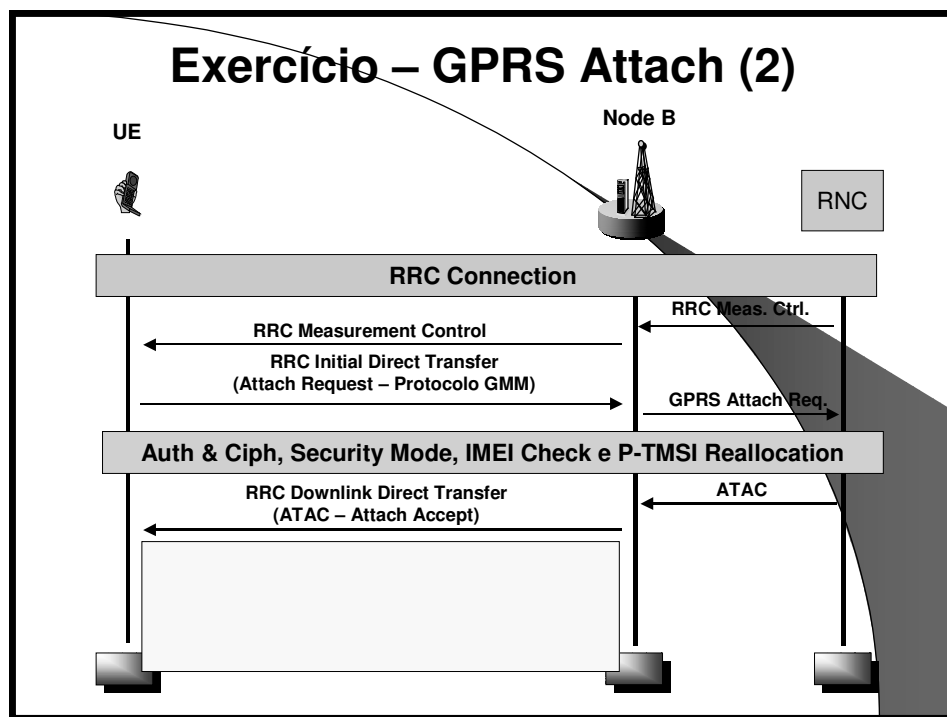 Exercício – GPRS Attach (2)
Node B
UE
RNC
RRC Connection
RRC Meas. Ctrl.
RRC Measurement Control
RRC Initial Direct Transfer
(Attach Request – Protocolo GMM)
GPRS Attach Req.
Auth & Ciph, Security Mode, IMEI Check e P-TMSI Reallocation
RRC Downlink Direct Transfer
(ATAC – Attach Accept)
ATAC